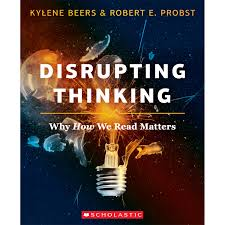 KYLENE BEERS & ROBERT E. PROBST
DISRUPTING
THINKING
Why How We Read Matters
SCHOLASTIC